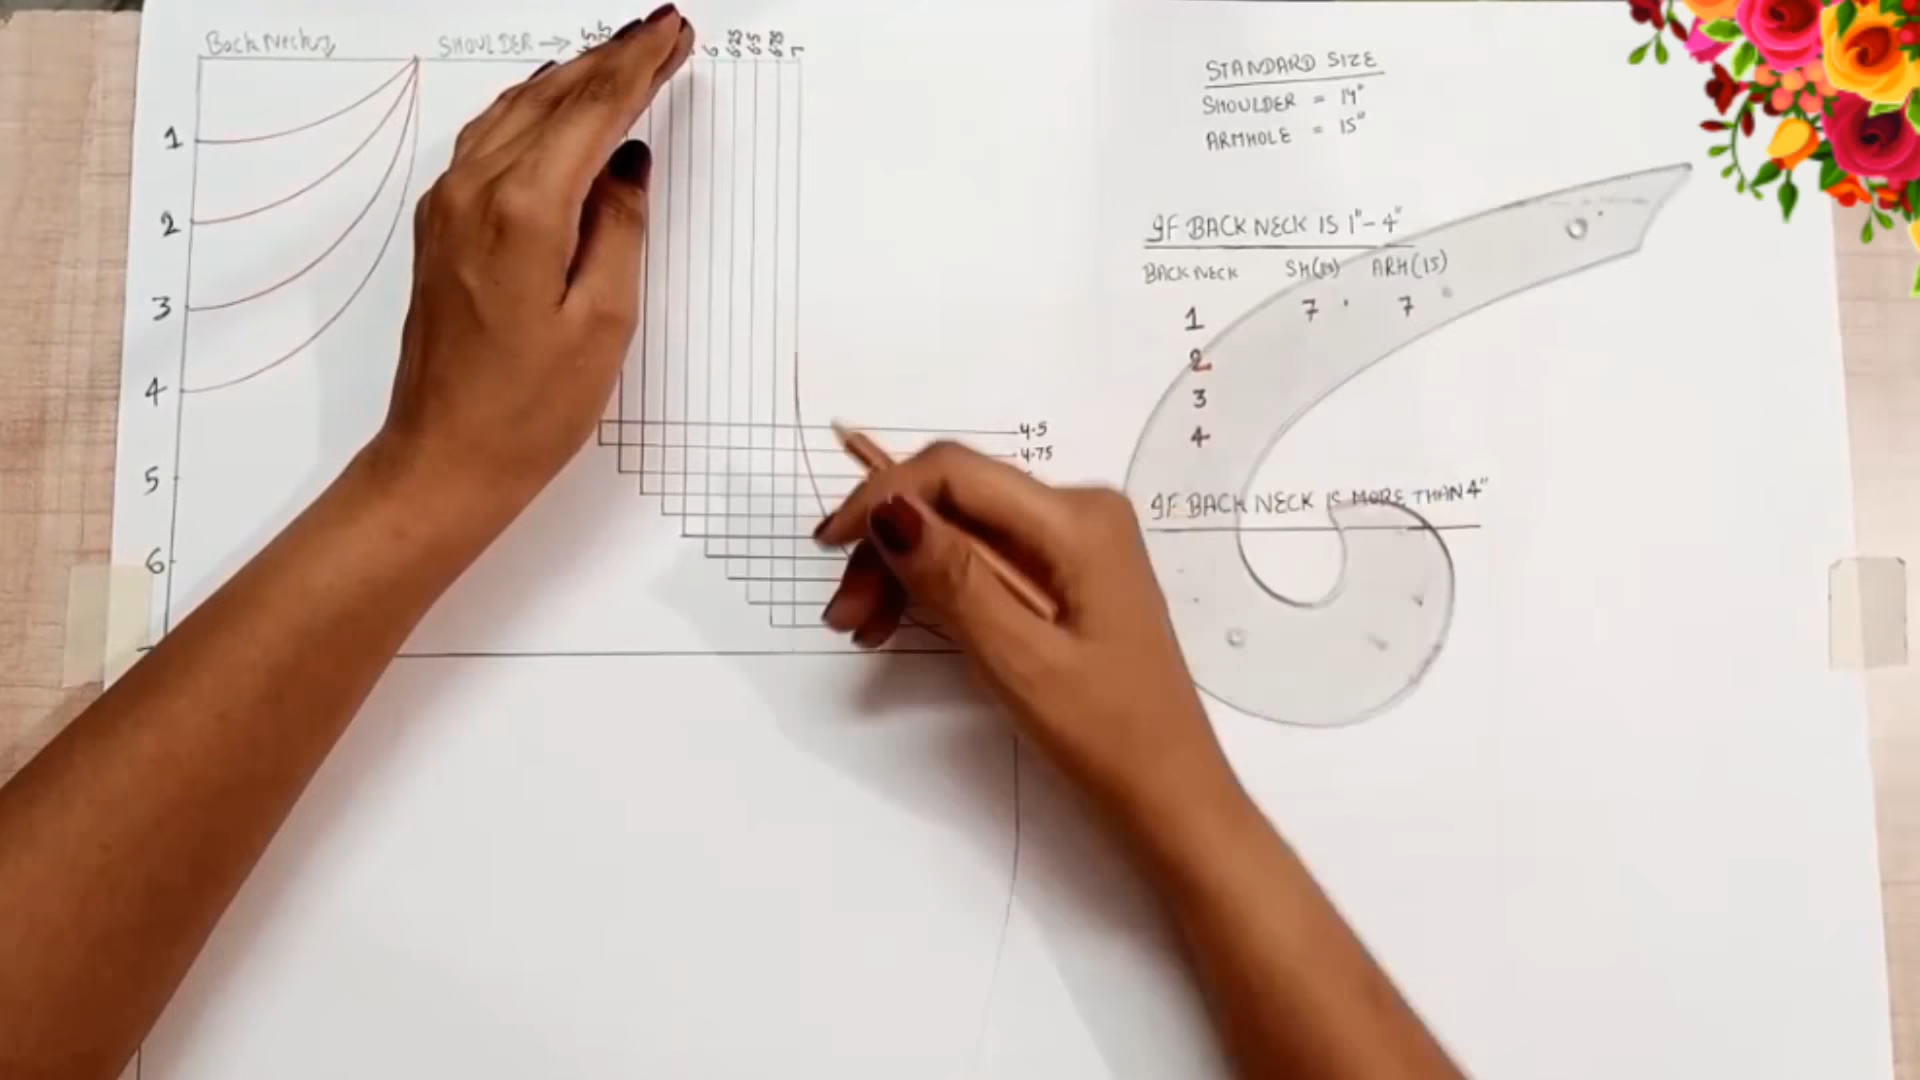 Back Neck
SHOULDER →
6
6.25
6.5
6.75
7
1
2
3
4
5
6
4.5
4.75
STANDARD SIZE
SHOULDER = 14"
ARMHOLE = 15"
IF BACK NECK IS 1"-4"
BACK NECK SH(14) ARH(15)
1 7 7
2
3
4
IF BACK NECK IS MORE THAN 4"